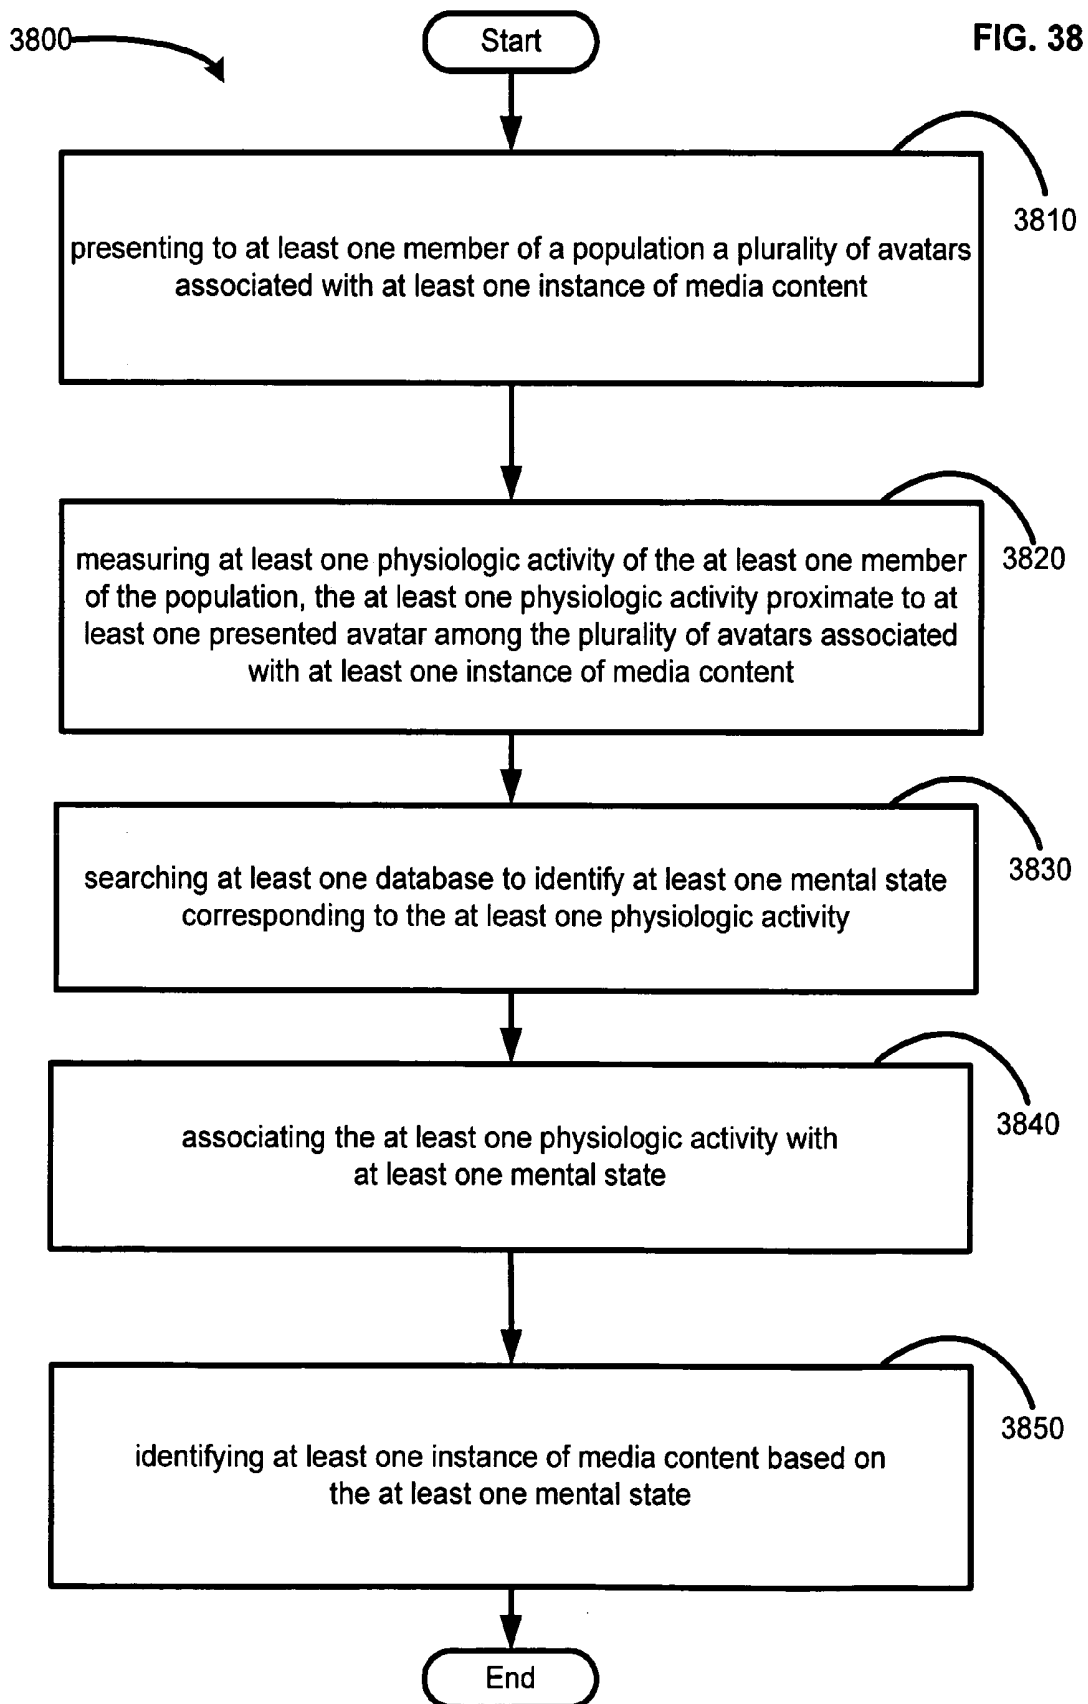 3800
Start
FIG. 38
presenting to at least one member of a population a plurality of avatars
associated with at least one instance of media content
3810
measuring at least one physiologic activity of the at least one member
of the population, the at least one physiologic activity proximate to at
least one presented avatar among the plurality of avatars associated
with at least one instance of media content
3820
searching at least one database to identify at least one mental state
corresponding to the at least one physiologic activity
3830
associating the at least one physiologic activity with
at least one mental state
3840
identifying at least one instance of media content based on
the at least one mental state
3850
End